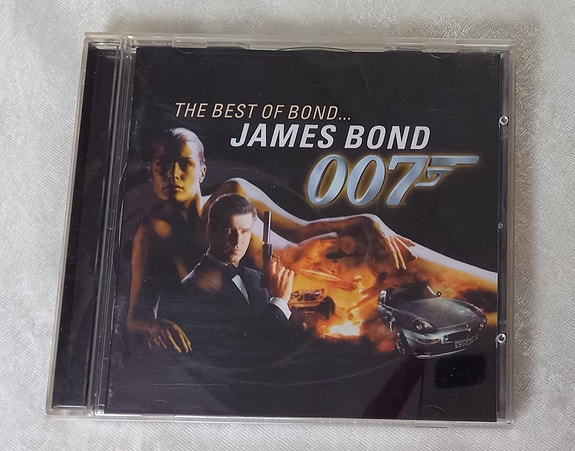 THE BEST OF BOND...
JAMES BOND
007